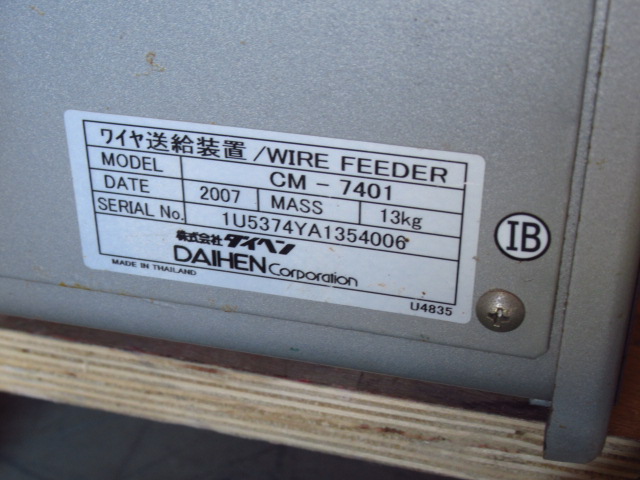 ワイヤ送給装置/WIRE FEEDER
MODEL CM-7401
DATE 2007 MASS 13kg
SERIAL No. 1U5374YA1354006
株式会社ダイヘン
DAIHEN Corporation
MADE IN THAILAND
U4835
IB